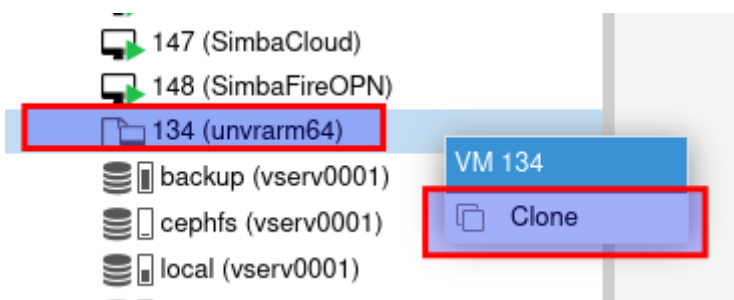 147 (SimbaCloud)
148 (SimbaFireOPN)
134 (unvrarm64)
VM 134
backup (vserv0001)
Clone
cephfs (vserv0001)
local (vserv0001)